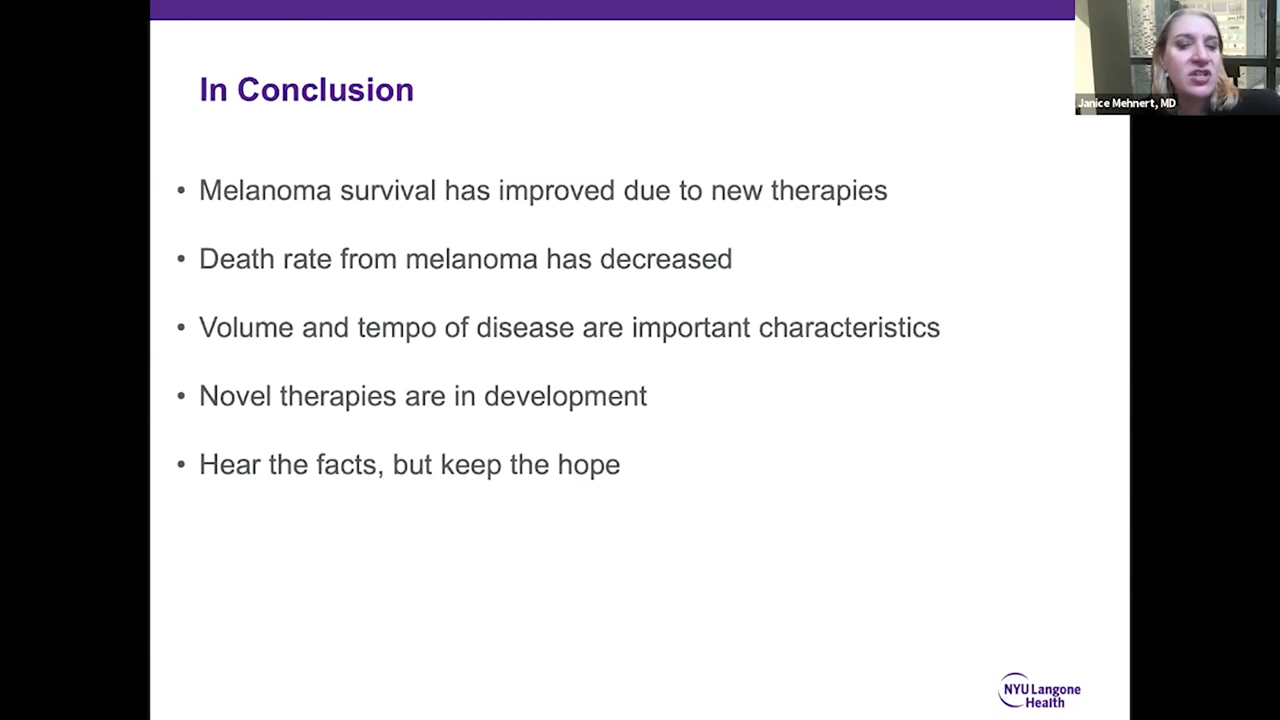 In Conclusion
Janice Mehnert, MD
• Melanoma survival has improved due to new therapies
• Death rate from melanoma has decreased
• Volume and tempo of disease are important characteristics
• Novel therapies are in development
• Hear the facts, but keep the hope
NYU Langone
Health